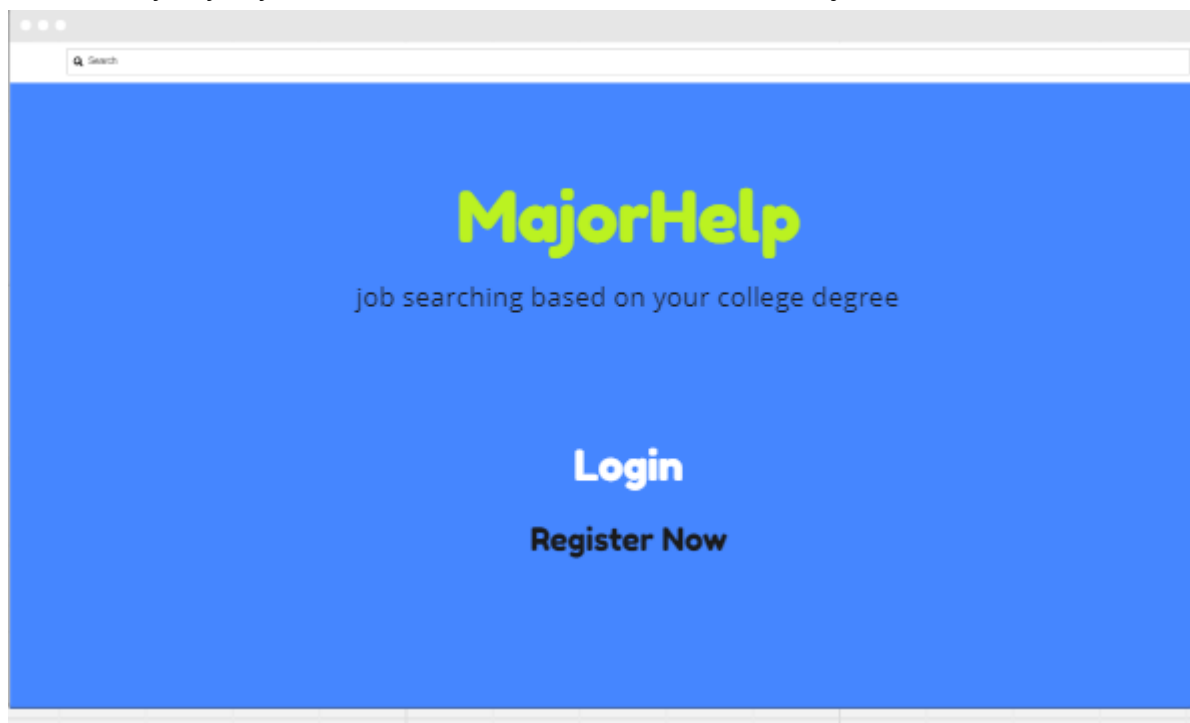 Search
MajorHelp
job searching based on your college degree
Login
Register Now